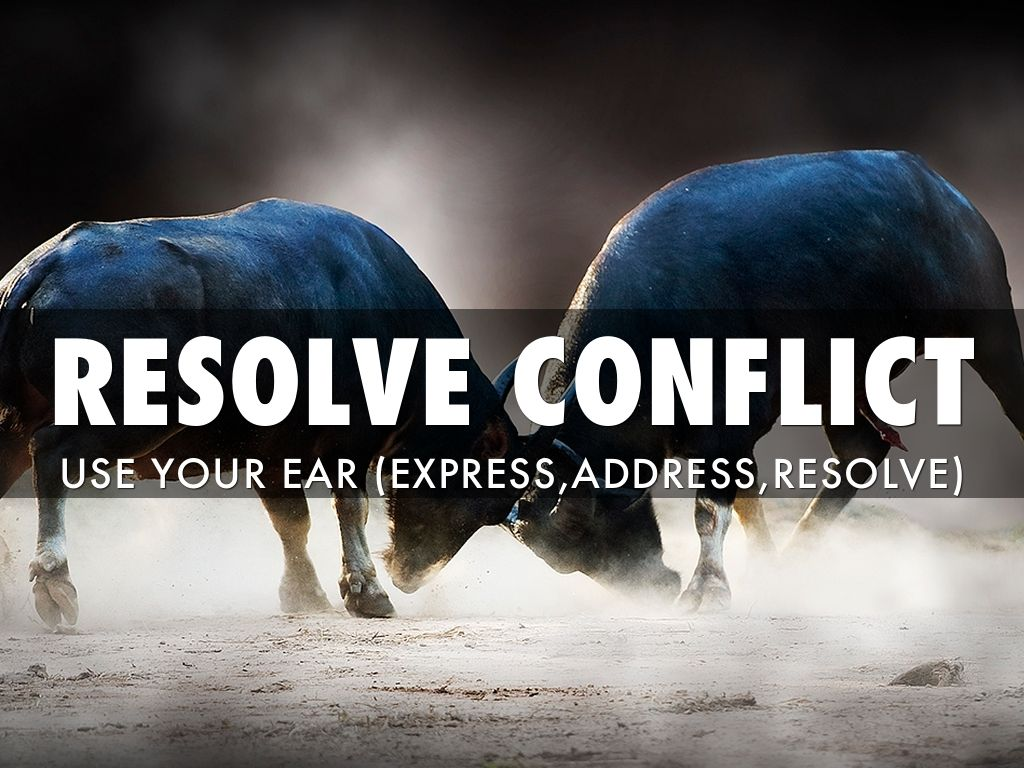 RESOLVE CONFLICT
USE YOUR EAR (EXPRESS,ADDRESS,RESOLVE)